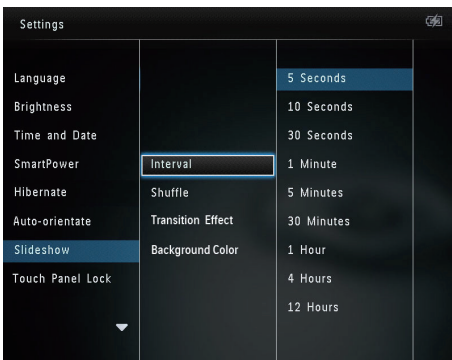 Settings
Language
Brightness
Time and Date
SmartPower
Hibernate
Auto-orientate
Slideshow
Touch Panel Lock
Interval
Shuffle
Transition Effect
Background Color
5 Seconds
10 Seconds
30 Seconds
1 Minute
5 Minutes
30 Minutes
1 Hour
4 Hours
12 Hours